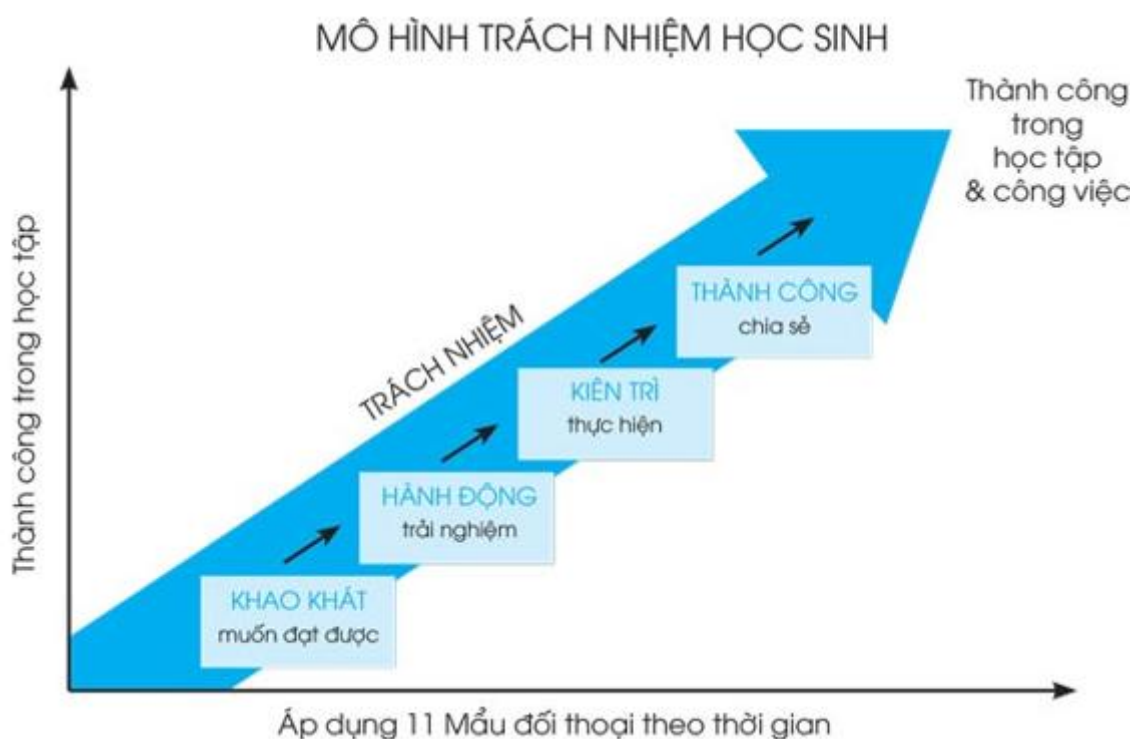 MÔ HÌNH TRÁCH NHIỆM HỌC SINH
Thành công
trong
học tập
& công việc
Thành công trong học tập
TRÁCH NHIỆM
THÀNH CÔNG
chia sẻ
KIÊN TRÌ
thực hiện
HÀNH ĐỘNG
trải nghiệm
KHAO KHÁT
muốn đạt được
Áp dụng 11 Mẩu đối thoại theo thời gian